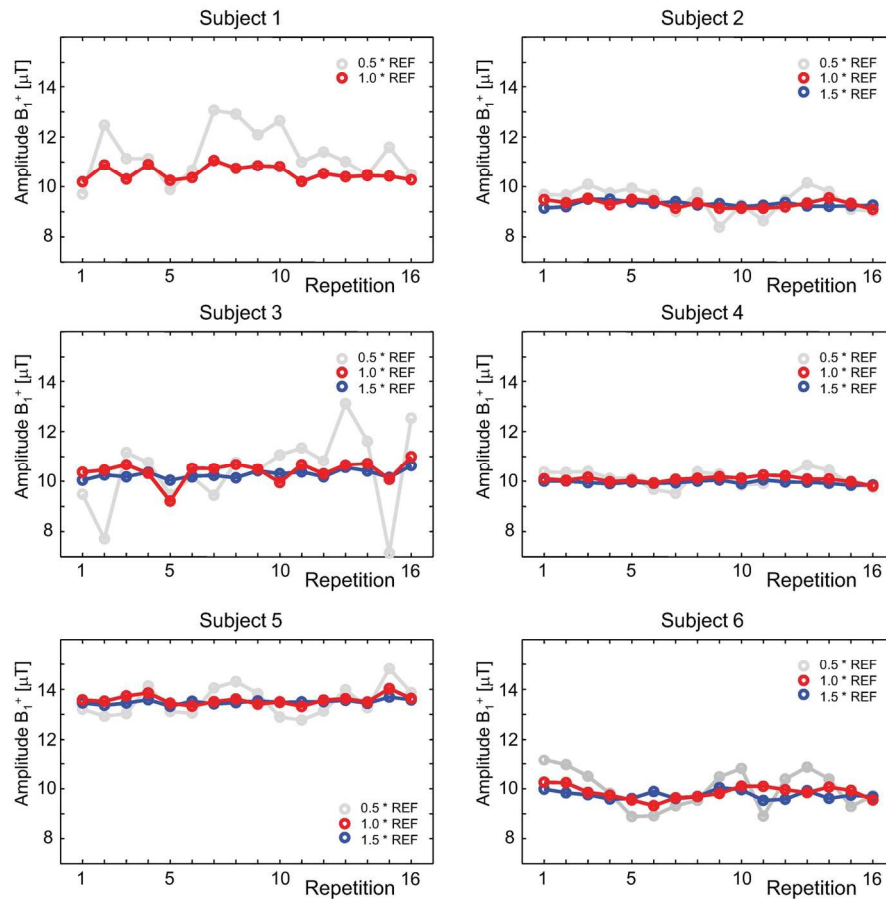 Subject 1
Amplitude B₁⁺ [µT]
14
12
10
8
0.5 * REF
1.0 * REF
1 5 10 16
Repetition
Subject 2
Amplitude B₁⁺ [µT]
14
12
10
8
0.5 * REF
1.0 * REF
1.5 * REF
1 5 10 16
Repetition
Subject 3
Amplitude B₁⁺ [µT]
14
12
10
8
0.5 * REF
1.0 * REF
1.5 * REF
1 5 10 16
Repetition
Subject 4
Amplitude B₁⁺ [µT]
14
12
10
8
0.5 * REF
1.0 * REF
1.5 * REF
1 5 10 16
Repetition
Subject 5
Amplitude B₁⁺ [µT]
14
12
10
8
0.5 * REF
1.0 * REF
1.5 * REF
1 5 10 16
Repetition
Subject 6
Amplitude B₁⁺ [µT]
14
12
10
8
0.5 * REF
1.0 * REF
1.5 * REF
1 5 10 16
Repetition